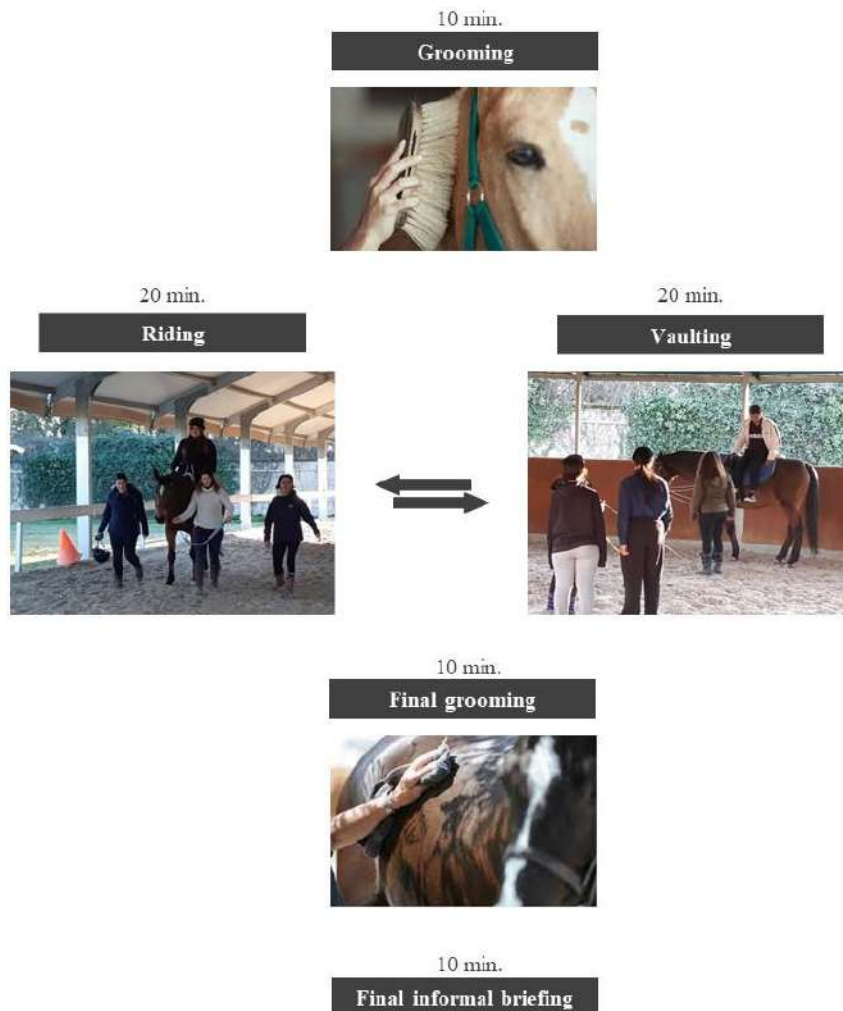 10 min.
Grooming
20 min.
Riding
20 min.
Vaulting
10 min.
Final grooming
10 min.
Final informal briefing